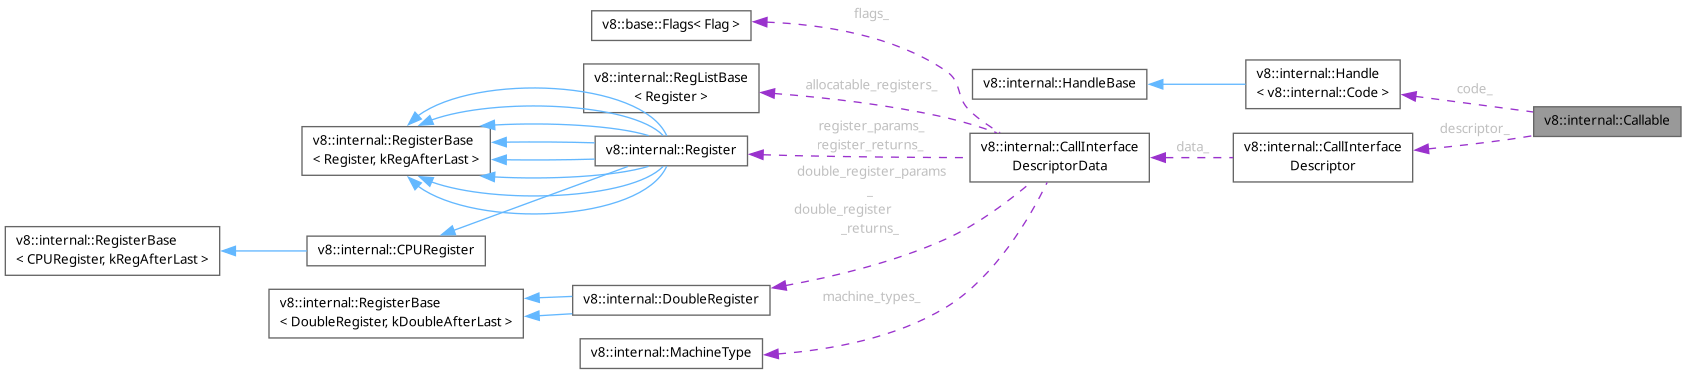 flags_
v8::base::Flags< Flag >
v8::internal::RegListBase
< Register >
allocatable_registers_
v8::internal::HandleBase
v8::internal::Handle
< v8::internal::Code >
code_
v8::internal::Callable
descriptor_
v8::internal::RegisterBase
< Register, kRegAfterLast >
v8::internal::Register
register_params_
register_returns_
v8::internal::CallInterface
DescriptorData
data_
v8::internal::CallInterface
Descriptor
double_register_params
_
double_register
_returns_
v8::internal::RegisterBase
< CPURegister, kRegAfterLast >
v8::internal::CPURegister
v8::internal::RegisterBase
< DoubleRegister, kDoubleAfterLast >
v8::internal::DoubleRegister
machine_types_
v8::internal::MachineType